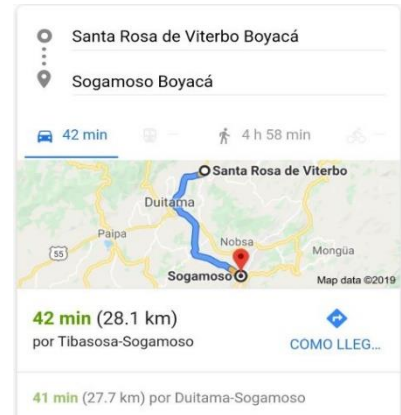 Santa Rosa de Viterbo Boyacá
Sogamoso Boyacá
42 min
4 h 58 min
Santa Rosa de Viterbo
Duitama
Paipa
Nobsa
55
Mongüa
Sogamoso
Map data ©2019
42 min (28.1 km)
por Tibasosa-Sogamoso
COMO LLEG...
41 min (27.7 km) por Duitama-Sogamoso